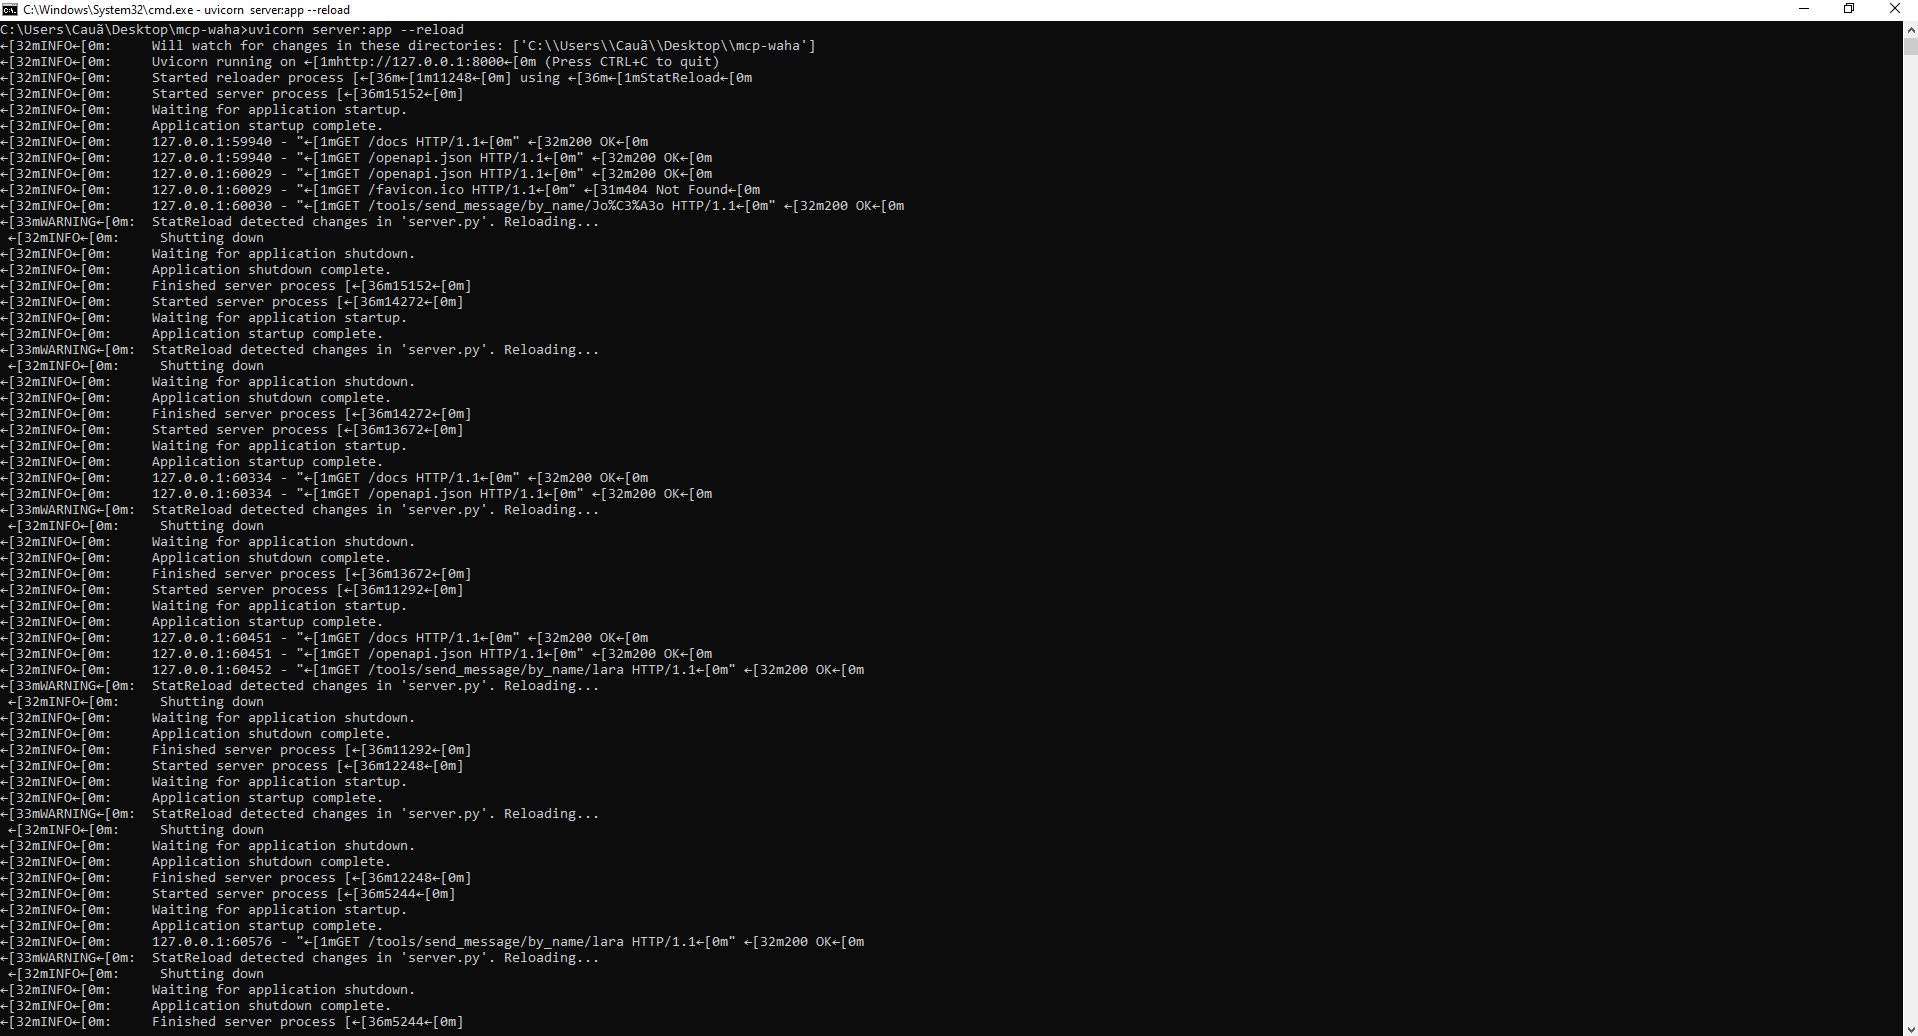 C:\Windows\System32\cmd.exe - uvicorn  server:app --reload
C:\Users\Cauã\Desktop\mcp-waha>uvicorn server:app --reload
←[32mINFO←[0m:     Will watch for changes in these directories: ['C:\\Users\\Cauã\\Desktop\\mcp-waha']
←[32mINFO←[0m:     Uvicorn running on ←[1mhttp://127.0.0.1:8000←[0m (Press CTRL+C to quit)
←[32mINFO←[0m:     Started reloader process [←[36m←[1m11248←[0m] using ←[36m←[1mStatReload←[0m
←[32mINFO←[0m:     Started server process [←[36m15152←[0m]
←[32mINFO←[0m:     Waiting for application startup.
←[32mINFO←[0m:     Application startup complete.
←[32mINFO←[0m:     127.0.0.1:59940 - "←[1mGET /docs HTTP/1.1←[0m" ←[32m200 OK←[0m
←[32mINFO←[0m:     127.0.0.1:59940 - "←[1mGET /openapi.json HTTP/1.1←[0m" ←[32m200 OK←[0m
←[32mINFO←[0m:     127.0.0.1:60029 - "←[1mGET /openapi.json HTTP/1.1←[0m" ←[32m200 OK←[0m
←[32mINFO←[0m:     127.0.0.1:60029 - "←[1mGET /favicon.ico HTTP/1.1←[0m" ←[31m404 Not Found←[0m
←[32mINFO←[0m:     127.0.0.1:60030 - "←[1mGET /tools/send_message/by_name/Jo%C3%A3o HTTP/1.1←[0m" ←[32m200 OK←[0m
←[33mWARNING←[0m:  StatReload detected changes in 'server.py'. Reloading...
 ←[32mINFO←[0m:     Shutting down
←[32mINFO←[0m:     Waiting for application shutdown.
←[32mINFO←[0m:     Application shutdown complete.
←[32mINFO←[0m:     Finished server process [←[36m15152←[0m]
←[32mINFO←[0m:     Started server process [←[36m14272←[0m]
←[32mINFO←[0m:     Waiting for application startup.
←[32mINFO←[0m:     Application startup complete.
←[33mWARNING←[0m:  StatReload detected changes in 'server.py'. Reloading...
 ←[32mINFO←[0m:     Shutting down
←[32mINFO←[0m:     Waiting for application shutdown.
←[32mINFO←[0m:     Application shutdown complete.
←[32mINFO←[0m:     Finished server process [←[36m14272←[0m]
←[32mINFO←[0m:     Started server process [←[36m13672←[0m]
←[32mINFO←[0m:     Waiting for application startup.
←[32mINFO←[0m:     Application startup complete.
←[32mINFO←[0m:     127.0.0.1:60334 - "←[1mGET /docs HTTP/1.1←[0m" ←[32m200 OK←[0m
←[32mINFO←[0m:     127.0.0.1:60334 - "←[1mGET /openapi.json HTTP/1.1←[0m" ←[32m200 OK←[0m
←[33mWARNING←[0m:  StatReload detected changes in 'server.py'. Reloading...
 ←[32mINFO←[0m:     Shutting down
←[32mINFO←[0m:     Waiting for application shutdown.
←[32mINFO←[0m:     Application shutdown complete.
←[32mINFO←[0m:     Finished server process [←[36m13672←[0m]
←[32mINFO←[0m:     Started server process [←[36m11292←[0m]
←[32mINFO←[0m:     Waiting for application startup.
←[32mINFO←[0m:     Application startup complete.
←[32mINFO←[0m:     127.0.0.1:60451 - "←[1mGET /docs HTTP/1.1←[0m" ←[32m200 OK←[0m
←[32mINFO←[0m:     127.0.0.1:60451 - "←[1mGET /openapi.json HTTP/1.1←[0m" ←[32m200 OK←[0m
←[32mINFO←[0m:     127.0.0.1:60452 - "←[1mGET /tools/send_message/by_name/lara HTTP/1.1←[0m" ←[32m200 OK←[0m
←[33mWARNING←[0m:  StatReload detected changes in 'server.py'. Reloading...
 ←[32mINFO←[0m:     Shutting down
←[32mINFO←[0m:     Waiting for application shutdown.
←[32mINFO←[0m:     Application shutdown complete.
←[32mINFO←[0m:     Finished server process [←[36m11292←[0m]
←[32mINFO←[0m:     Started server process [←[36m12248←[0m]
←[32mINFO←[0m:     Waiting for application startup.
←[32mINFO←[0m:     Application startup complete.
←[33mWARNING←[0m:  StatReload detected changes in 'server.py'. Reloading...
 ←[32mINFO←[0m:     Shutting down
←[32mINFO←[0m:     Waiting for application shutdown.
←[32mINFO←[0m:     Application shutdown complete.
←[32mINFO←[0m:     Finished server process [←[36m12248←[0m]
←[32mINFO←[0m:     Started server process [←[36m5244←[0m]
←[32mINFO←[0m:     Waiting for application startup.
←[32mINFO←[0m:     Application startup complete.
←[32mINFO←[0m:     127.0.0.1:60576 - "←[1mGET /tools/send_message/by_name/lara HTTP/1.1←[0m" ←[32m200 OK←[0m
←[33mWARNING←[0m:  StatReload detected changes in 'server.py'. Reloading...
 ←[32mINFO←[0m:     Shutting down
←[32mINFO←[0m:     Waiting for application shutdown.
←[32mINFO←[0m:     Application shutdown complete.
←[32mINFO←[0m:     Finished server process [←[36m5244←[0m]